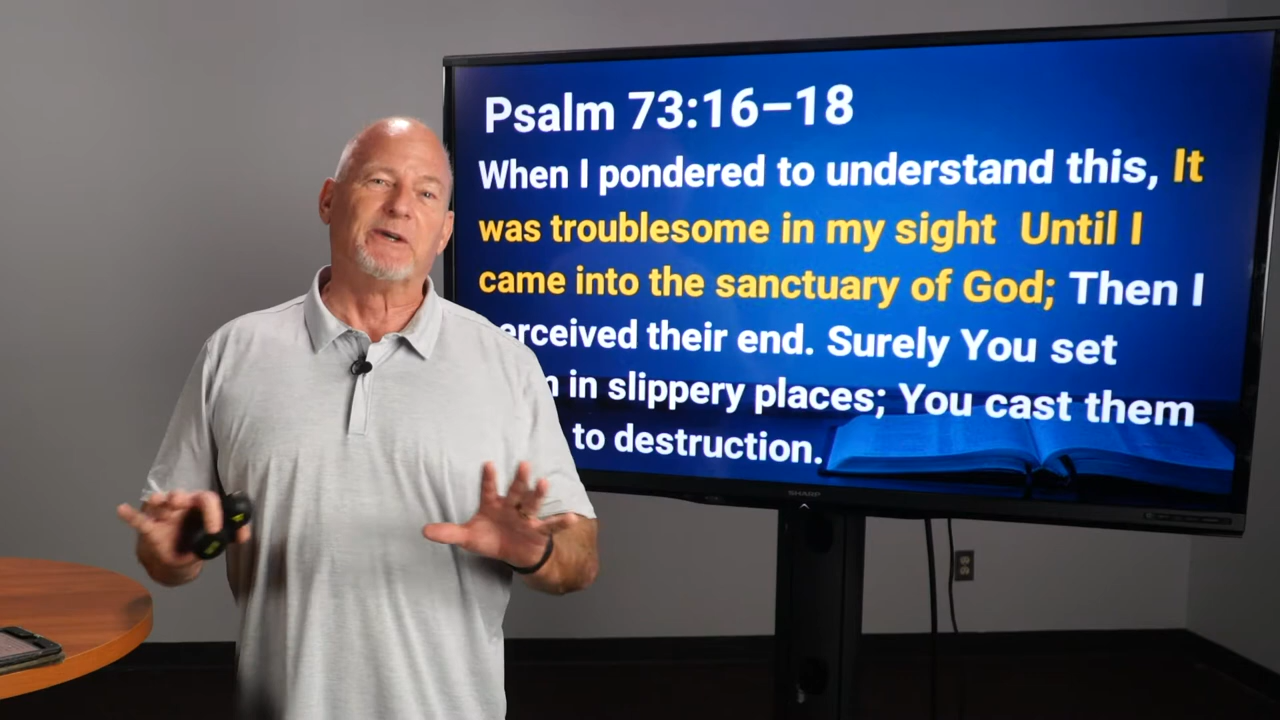 Psalm 73:16–18
When I pondered to understand this, It
was troublesome in my sight Until I
came into the sanctuary of God; Then I
their end. Surely You set
in slippery places; You cast them
to destruction.
SHARP